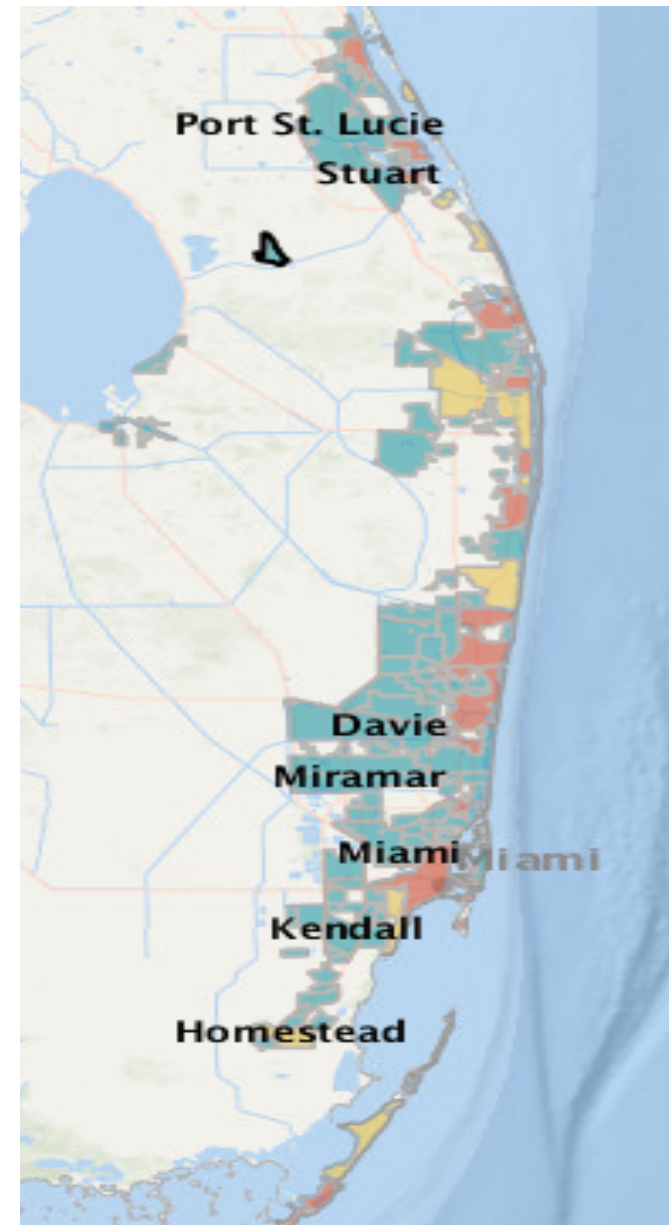 Port St. Lucie
Stuart
Davie
Miramar
Miami Miami
Kendall
Homestead